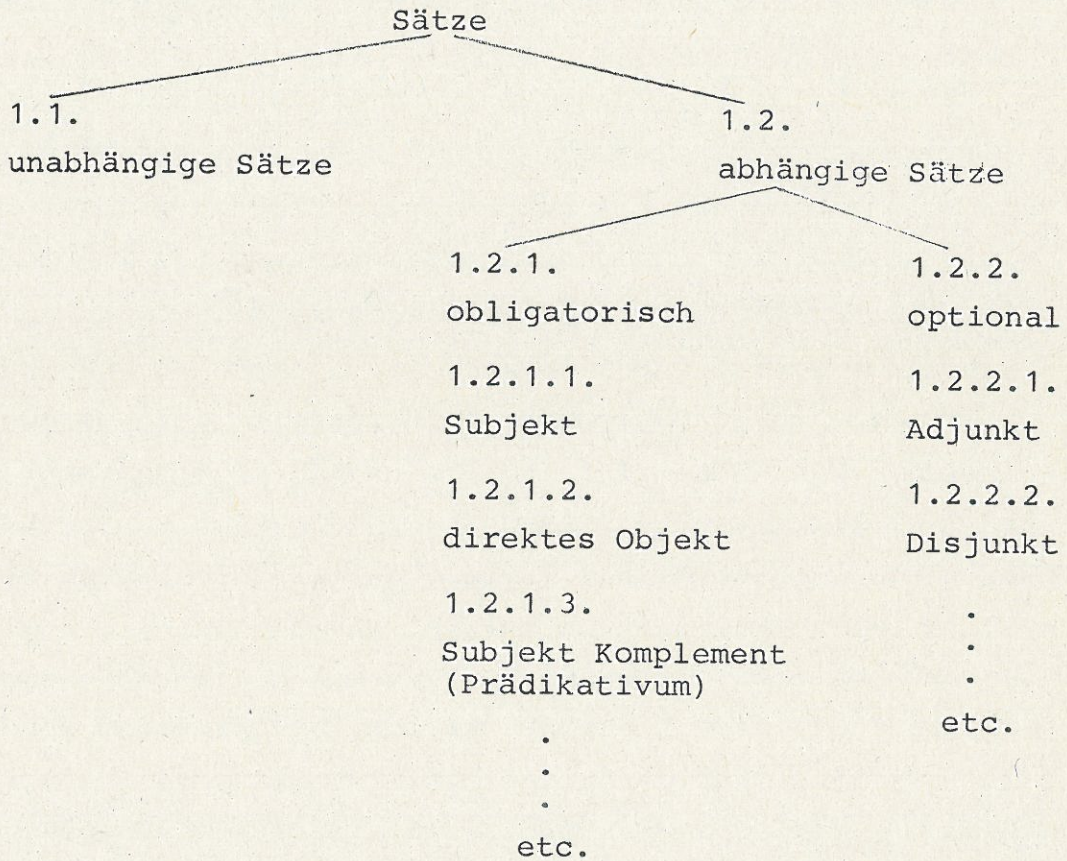 Sätze
1.1.
unabhängige Sätze
1.2.
abhängige Sätze
1.2.1.
obligatorisch
1.2.1.1.
Subjekt
1.2.1.2.
direktes Objekt
1.2.1.3.
Subjekt Komplement
(Prädikativum)
.
.
.
etc.
1.2.2.
optional
1.2.2.1.
Adjunkt
1.2.2.2.
Disjunkt
.
.
.
etc.